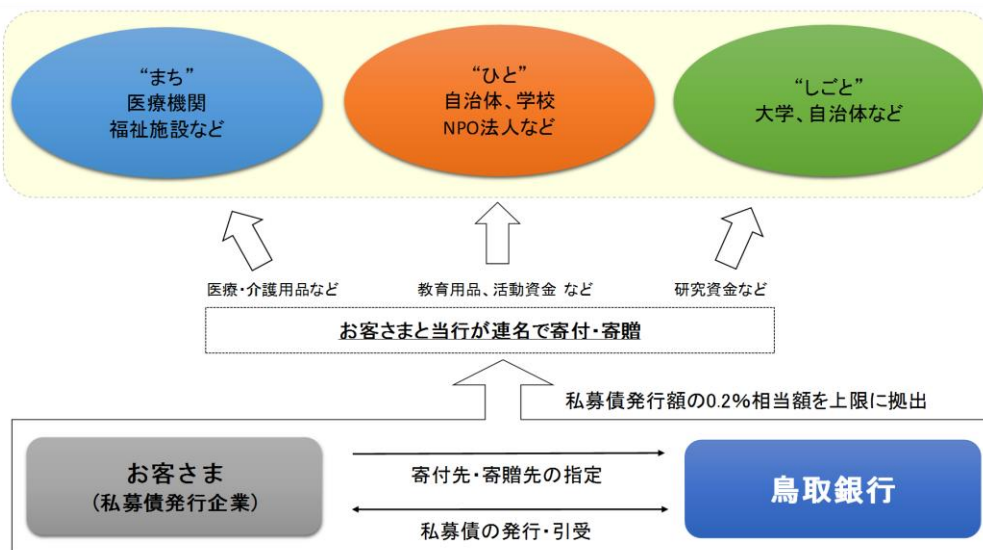 “まち”
医療機関
福祉施設など
“ひと”
自治体、学校
NPO法人など
“しごと”
大学、自治体など
医療・介護用品など
教育用品、活動資金 など
研究資金など
お客さまと当行が連名で寄付・寄贈
私募債発行額の0.2%相当額を上限に拠出
お客さま
(私募債発行企業)
寄付先・寄贈先の指定
私募債の発行・引受
鳥取銀行